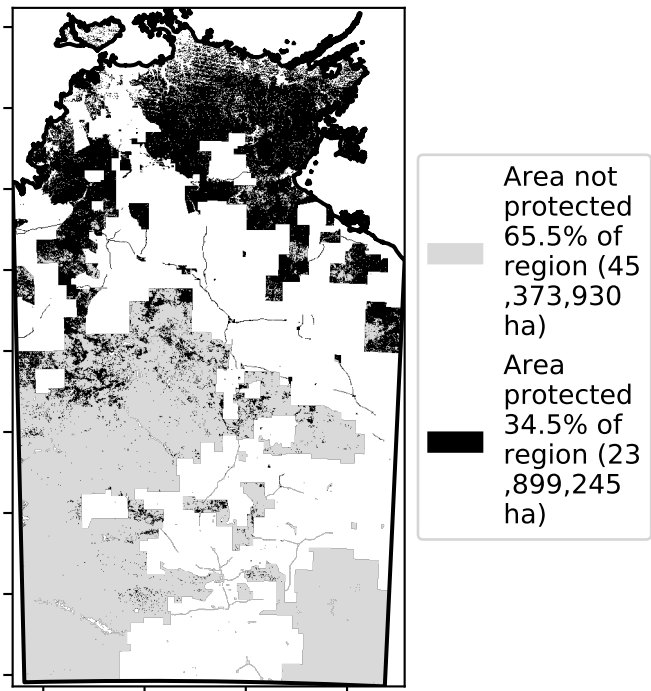 Area not
protected
65.5% of
region (45
,373,930
ha)
Area
protected
34.5% of
region (23
,899,245
ha)